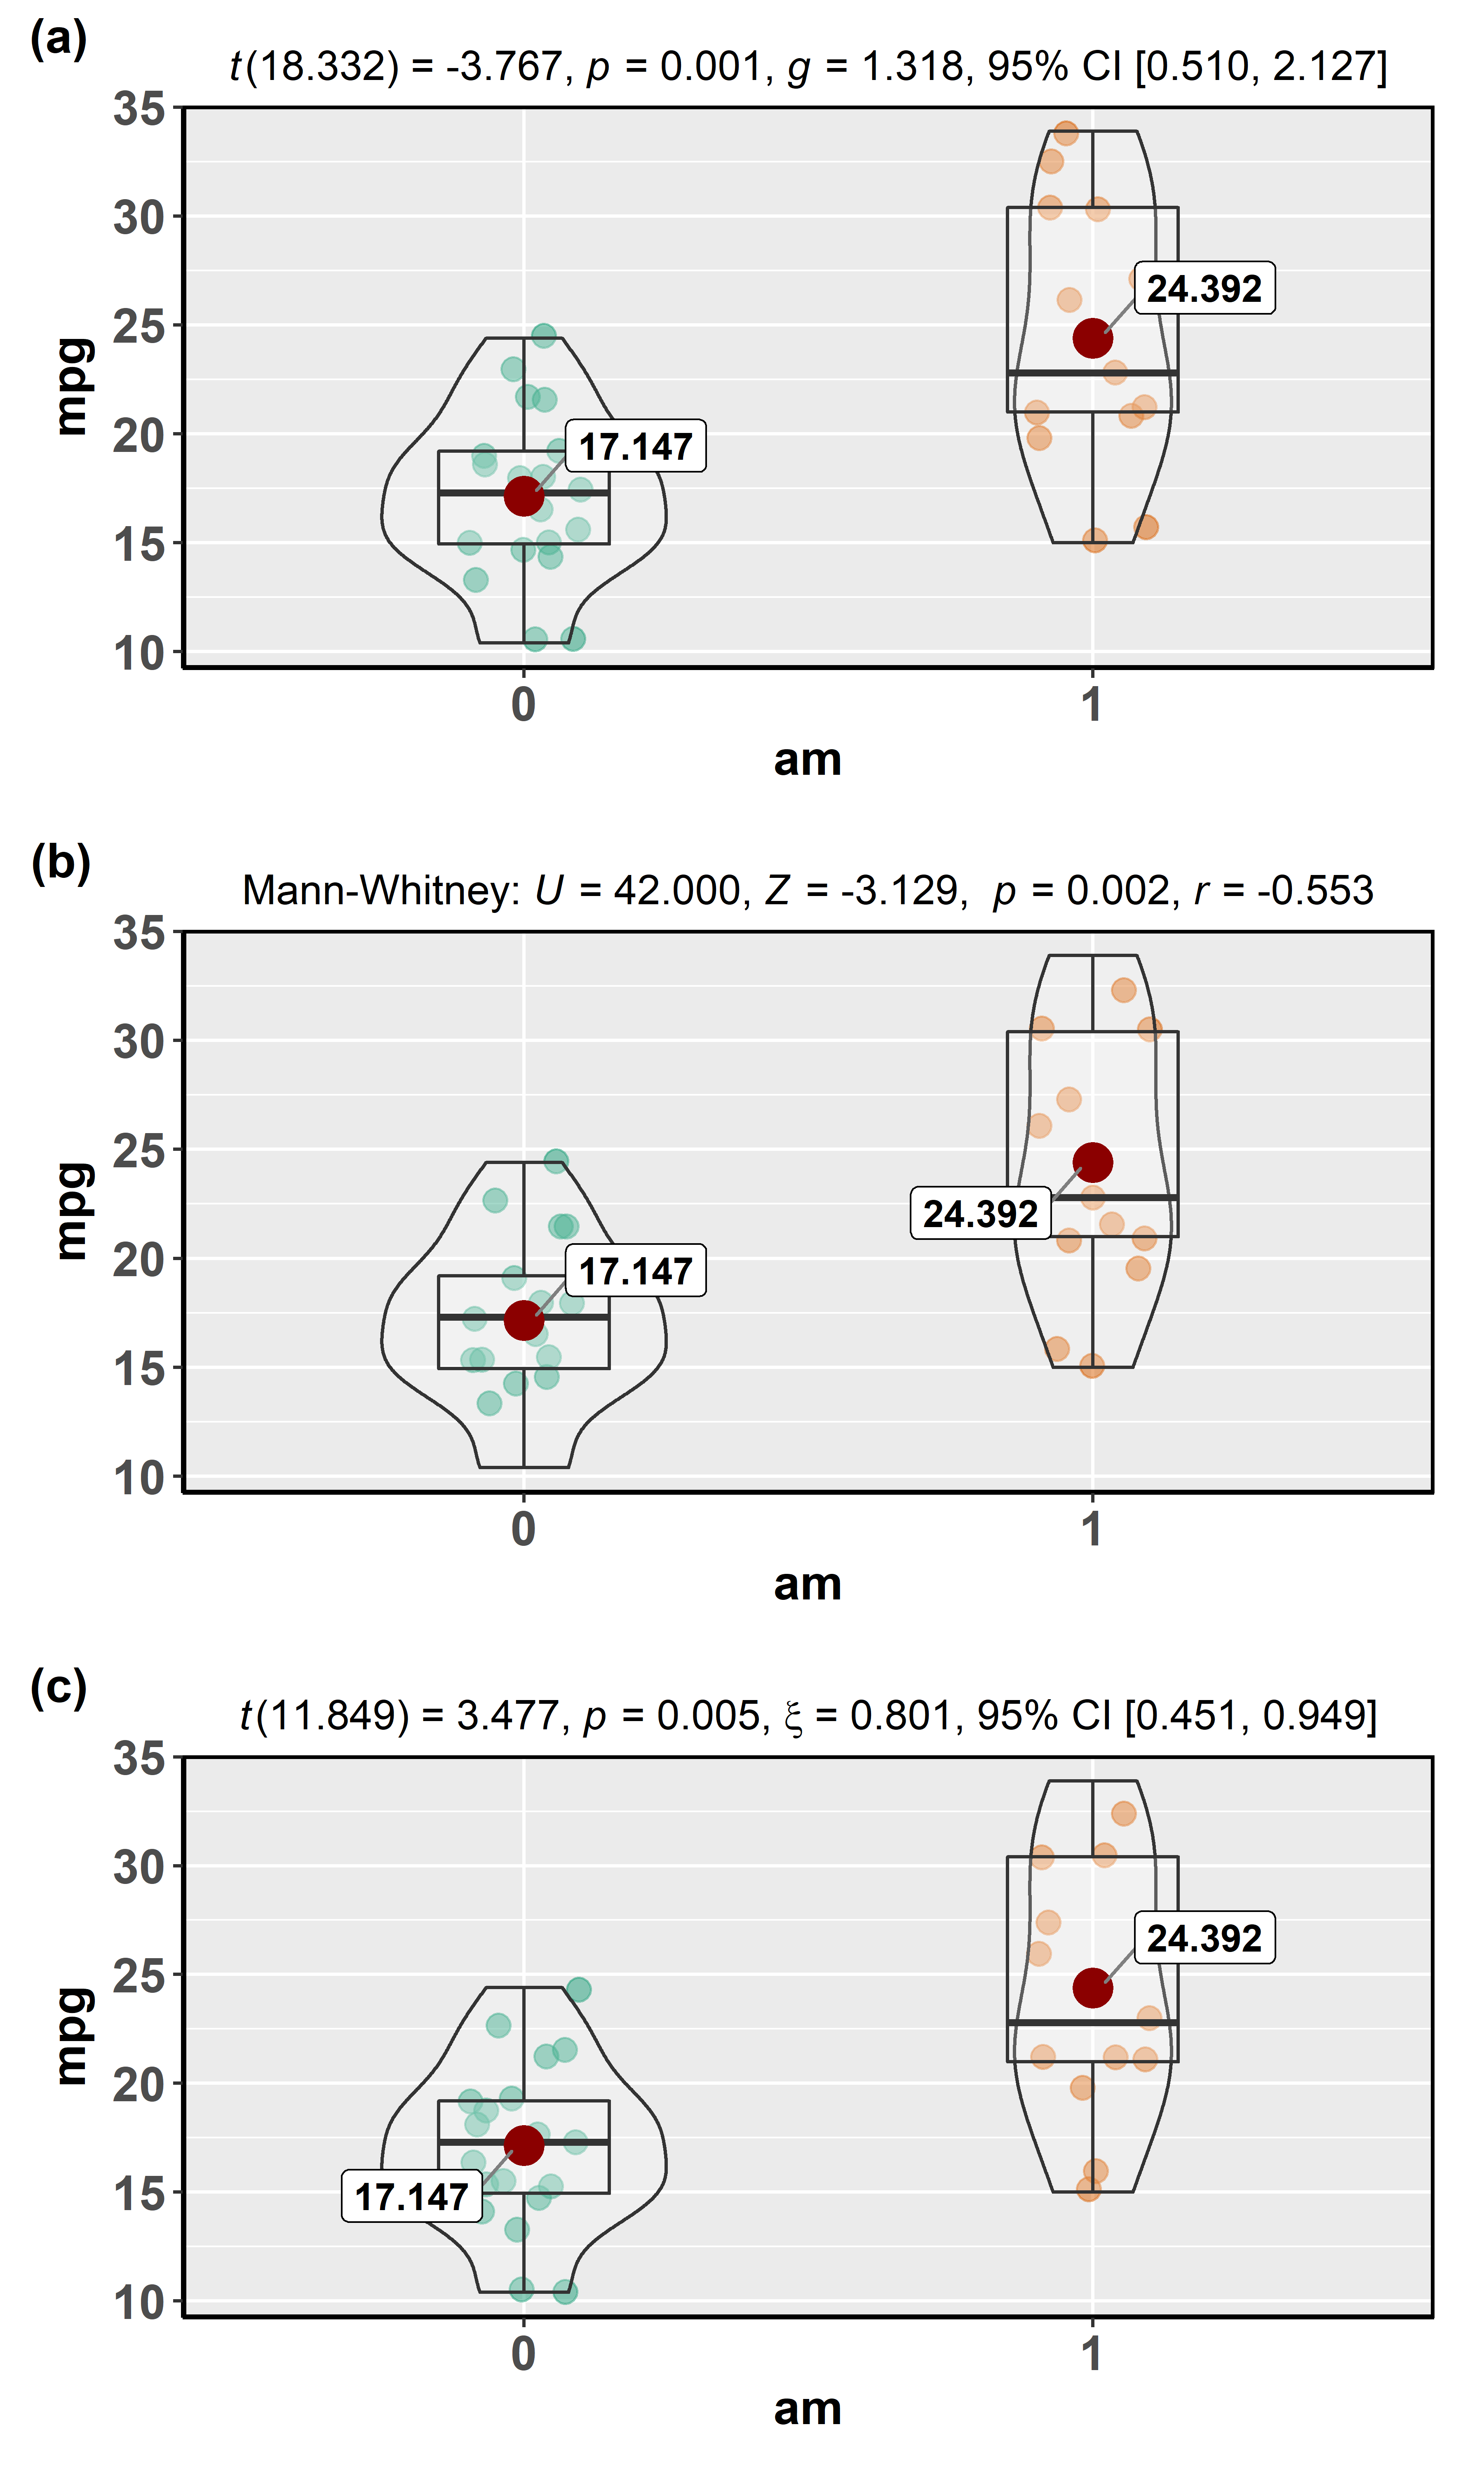 (a)
t(18.332) = -3.767, p = 0.001, g = 1.318, 95% CI [0.510, 2.127]
35
30
25
20
15
10
mpg
24.392
17.147
0
1
am
(b)
Mann-Whitney: U = 42.000, Z = -3.129, p = 0.002, r = -0.553
35
30
25
20
15
10
mpg
24.392
17.147
0
1
am
(c)
t(11.849) = 3.477, p = 0.005, ξ = 0.801, 95% CI [0.451, 0.949]
35
30
25
20
15
10
mpg
24.392
17.147
0
1
am